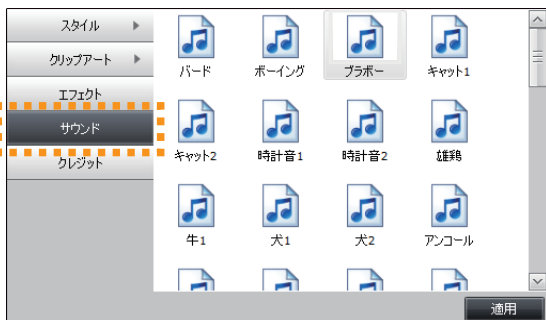 スタイル
クリップアート
エフェクト
サウンド
クレジット
バード ボーイング ブラボー キャット1
キャット2 時計音1 時計音2 雄鶏
牛1 犬1 犬2 アンコール
適用